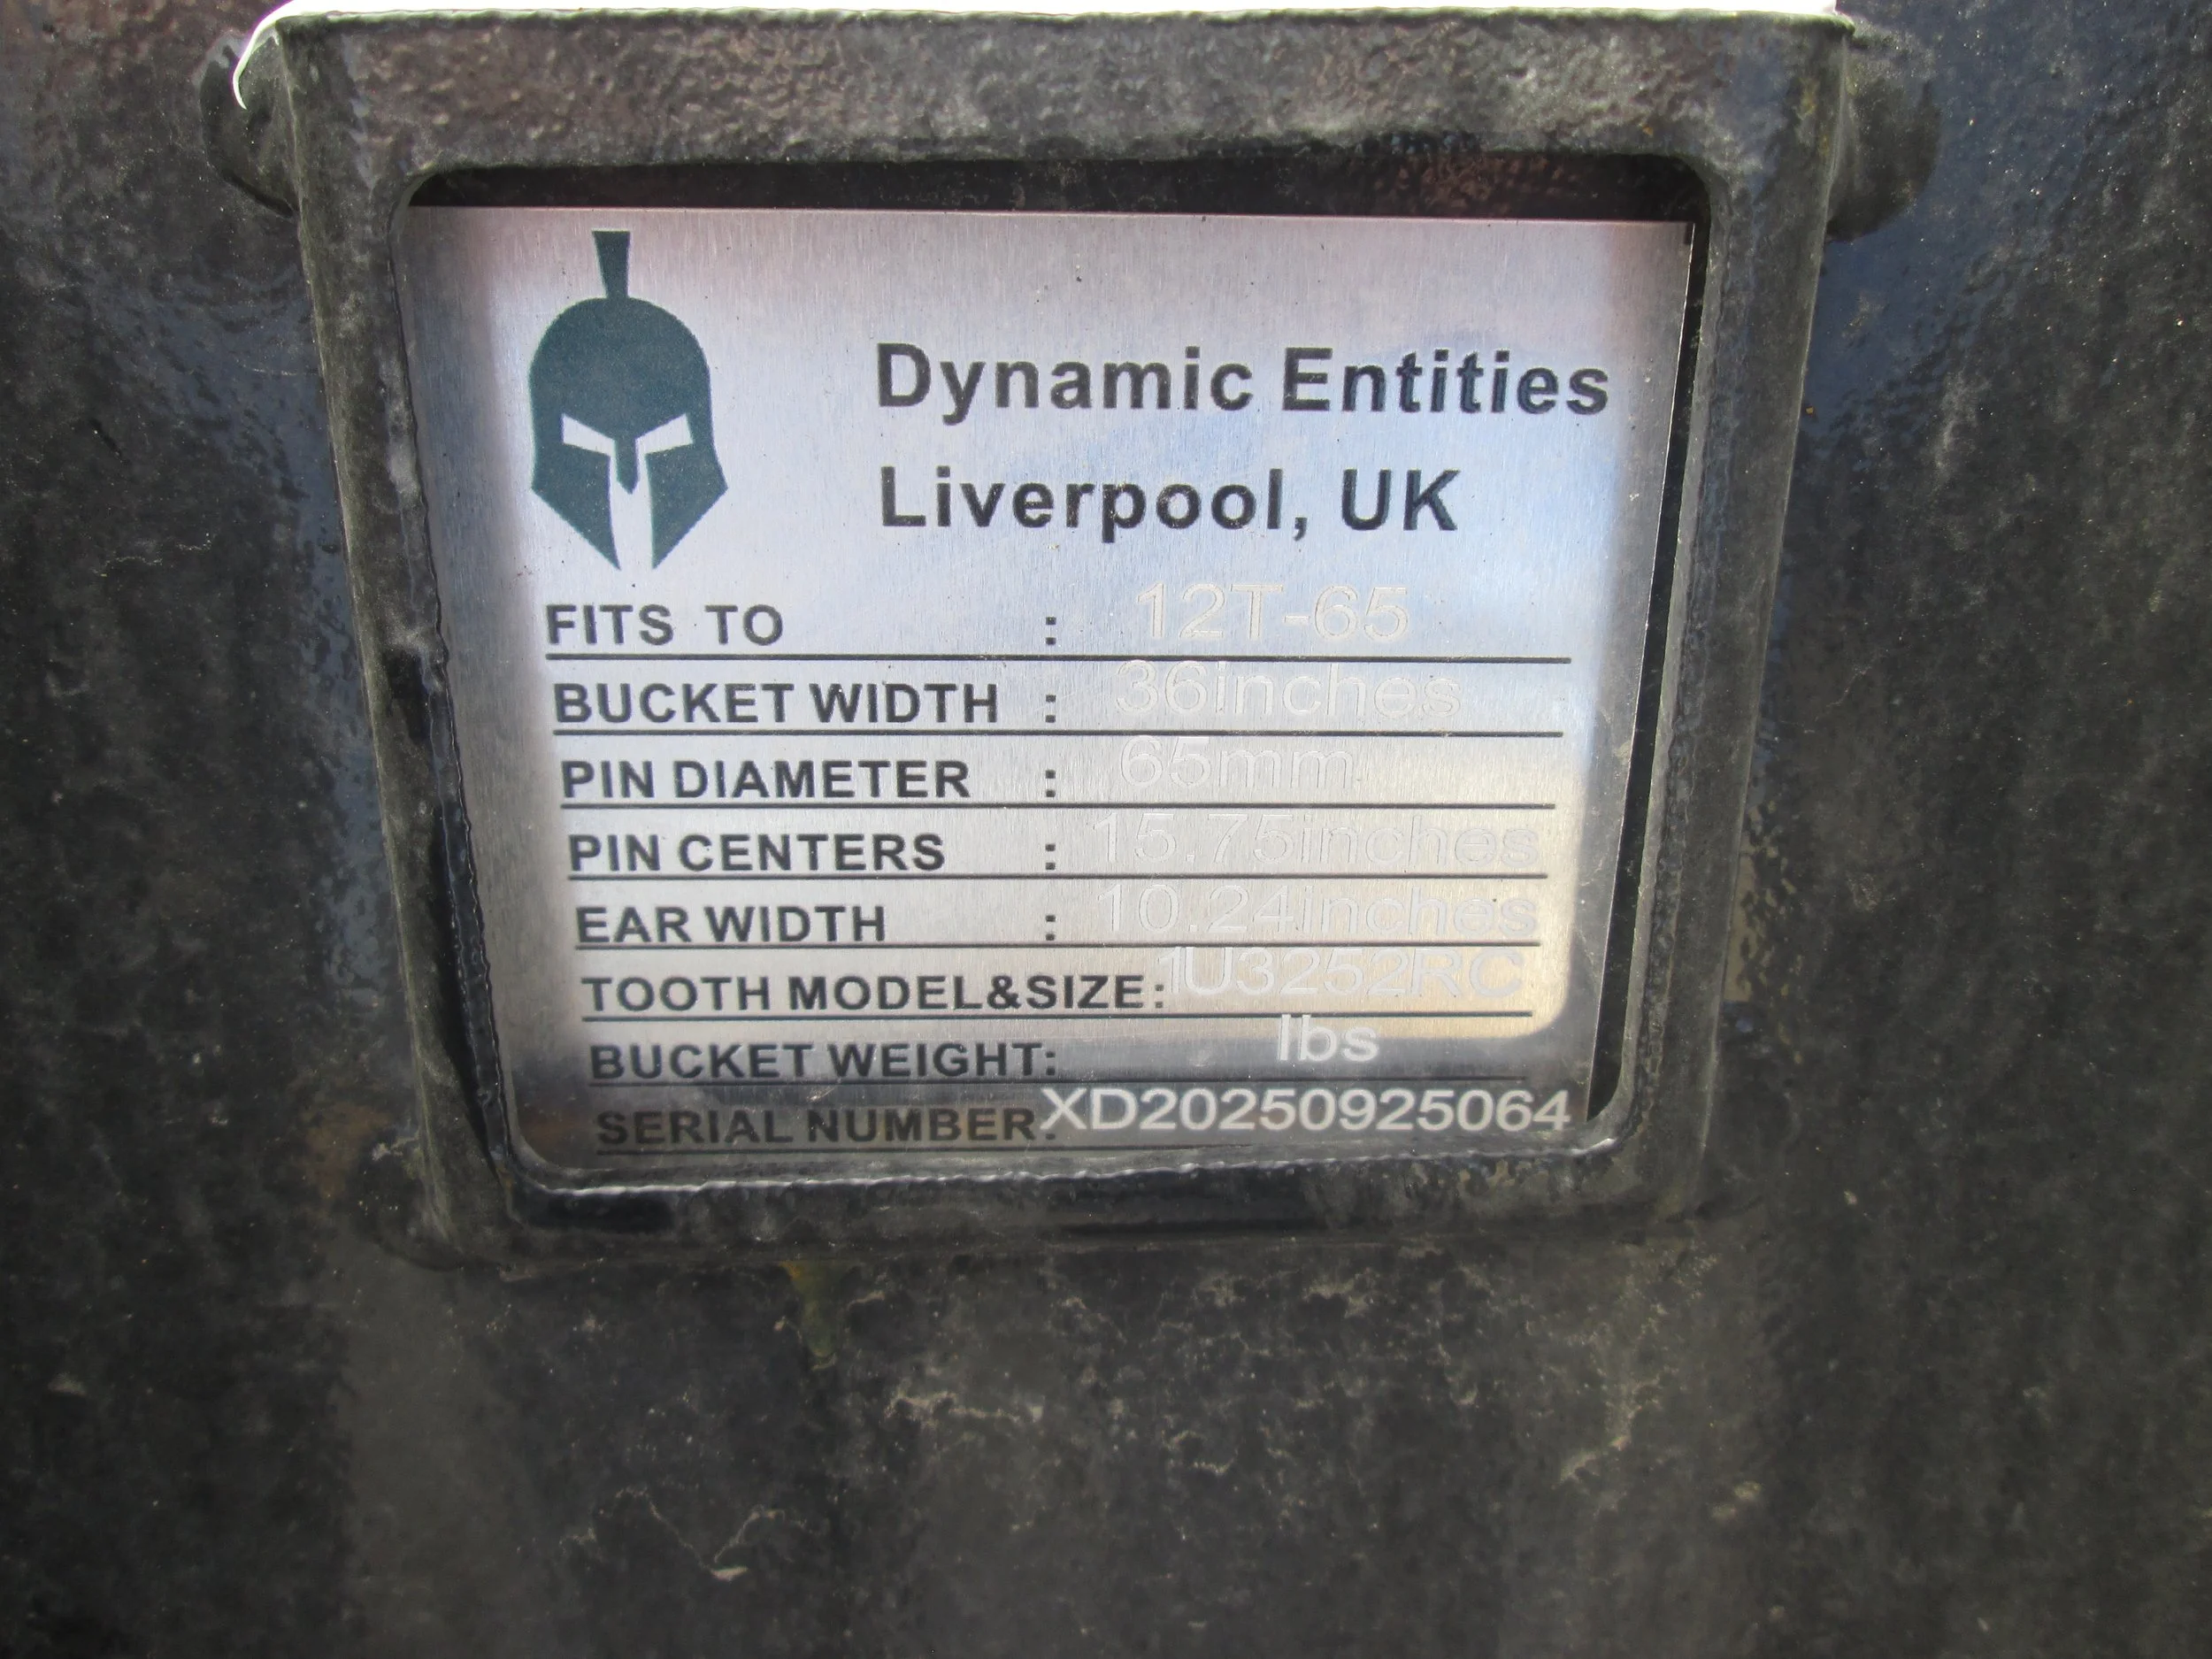 Dynamic Entities
Liverpool, UK
FITS TO : 12T-65
BUCKET WIDTH : 36inches
PIN DIAMETER : 65mm
PIN CENTERS : 15.75inches
EAR WIDTH : 10.24inches
TOOTH MODEL&SIZE: 1U3252RC
BUCKET WEIGHT: lbs
SERIAL NUMBER: XD20250925064